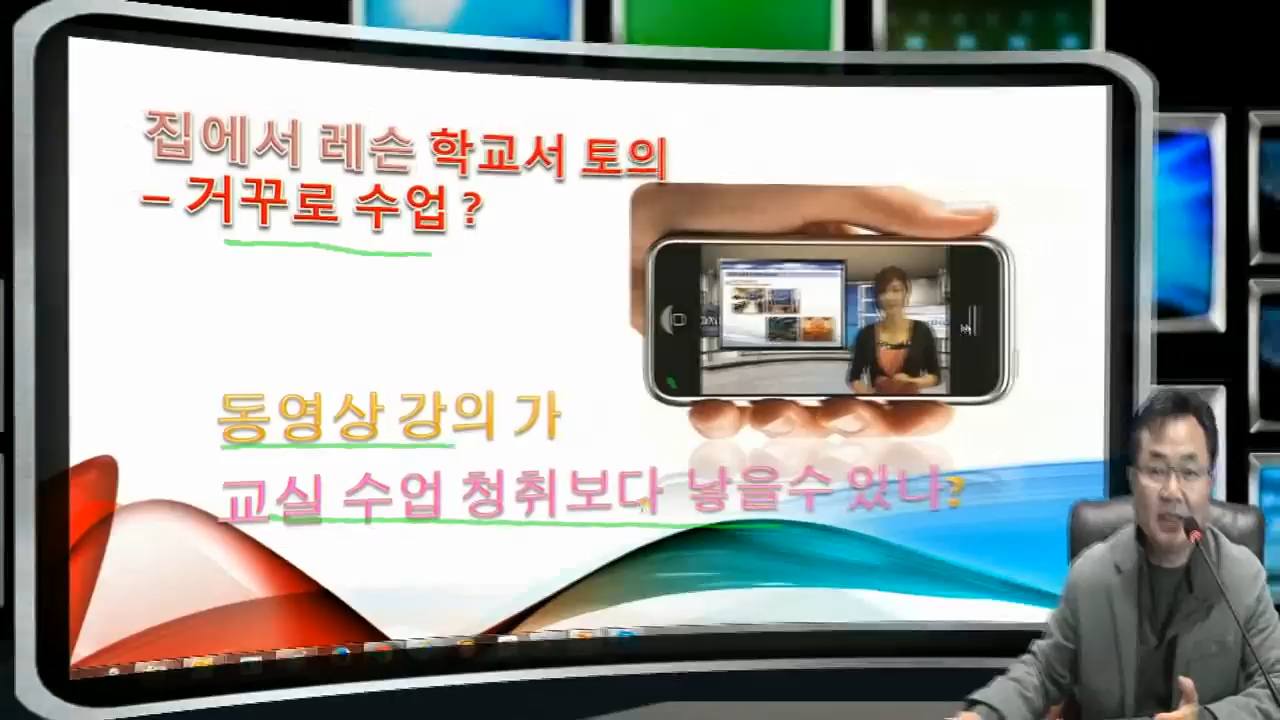 집에서 레슨 학교서 토의
– 거꾸로 수업 ?
동영상 강의 가
교실 수업 청취보다 낳을수 있나?